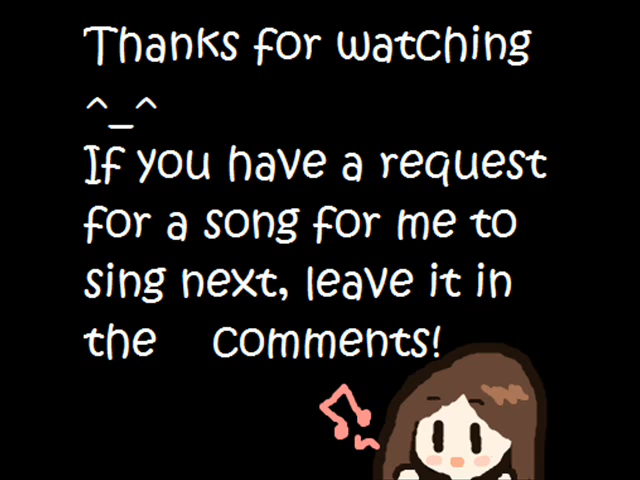 Thanks for watching
^_^
If you have a request
for a song for me to
sing next, leave it in
the comments!